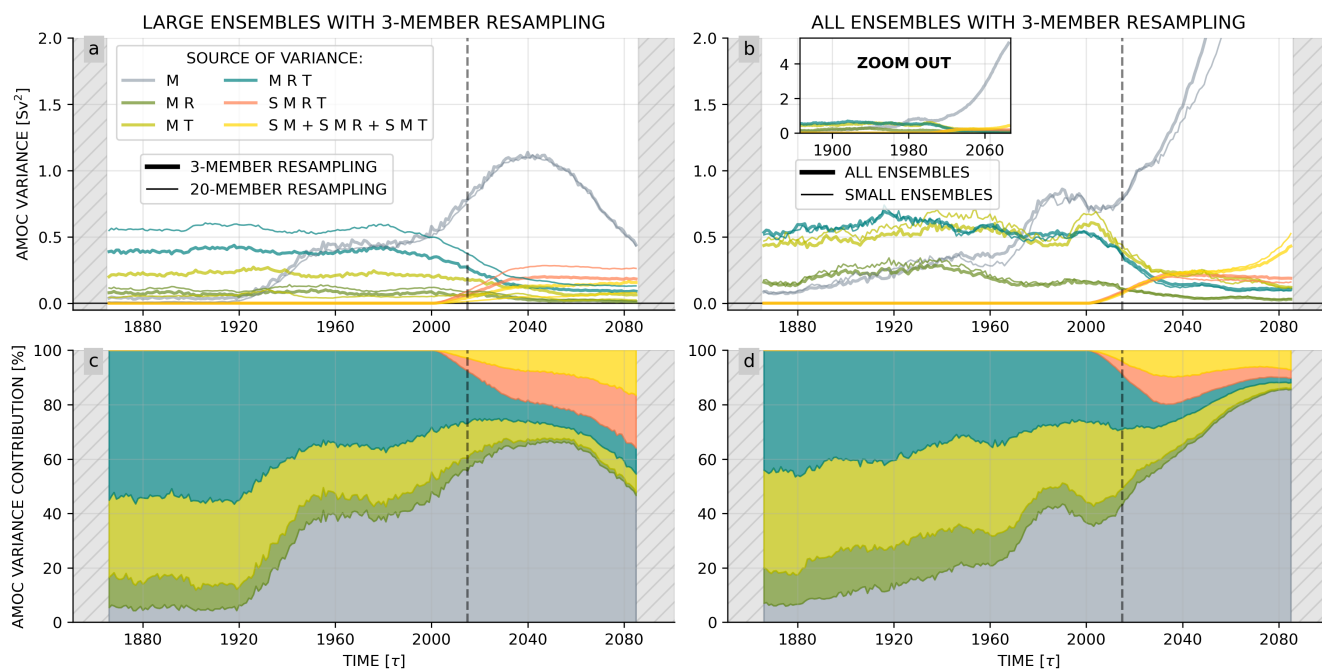 LARGE ENSEMBLES WITH 3-MEMBER RESAMPLING
ALL ENSEMBLES WITH 3-MEMBER RESAMPLING
a
SOURCE OF VARIANCE:
M
M R T
M R
S M R T
M T
S M + S M R + S M T
3-MEMBER RESAMPLING
20-MEMBER RESAMPLING
AMOC VARIANCE [Sv²]
2.0
1.5
1.0
0.5
0.0
1880
1920
1960
2000
2040
2080
b
ZOOM OUT
4
2
0
1900
1980
2060
ALL ENSEMBLES
SMALL ENSEMBLES
2.0
1.5
1.0
0.5
0.0
1880
1920
1960
2000
2040
2080
c
AMOC VARIANCE CONTRIBUTION [%]
100
80
60
40
20
0
1880
1920
1960
2000
2040
2080
TIME [τ]
d
100
80
60
40
20
0
1880
1920
1960
2000
2040
2080
TIME [τ]